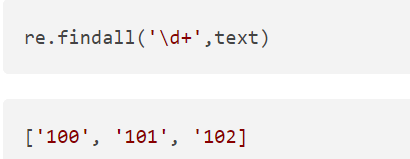 re.findall('\d+',text)
['100', '101', '102]